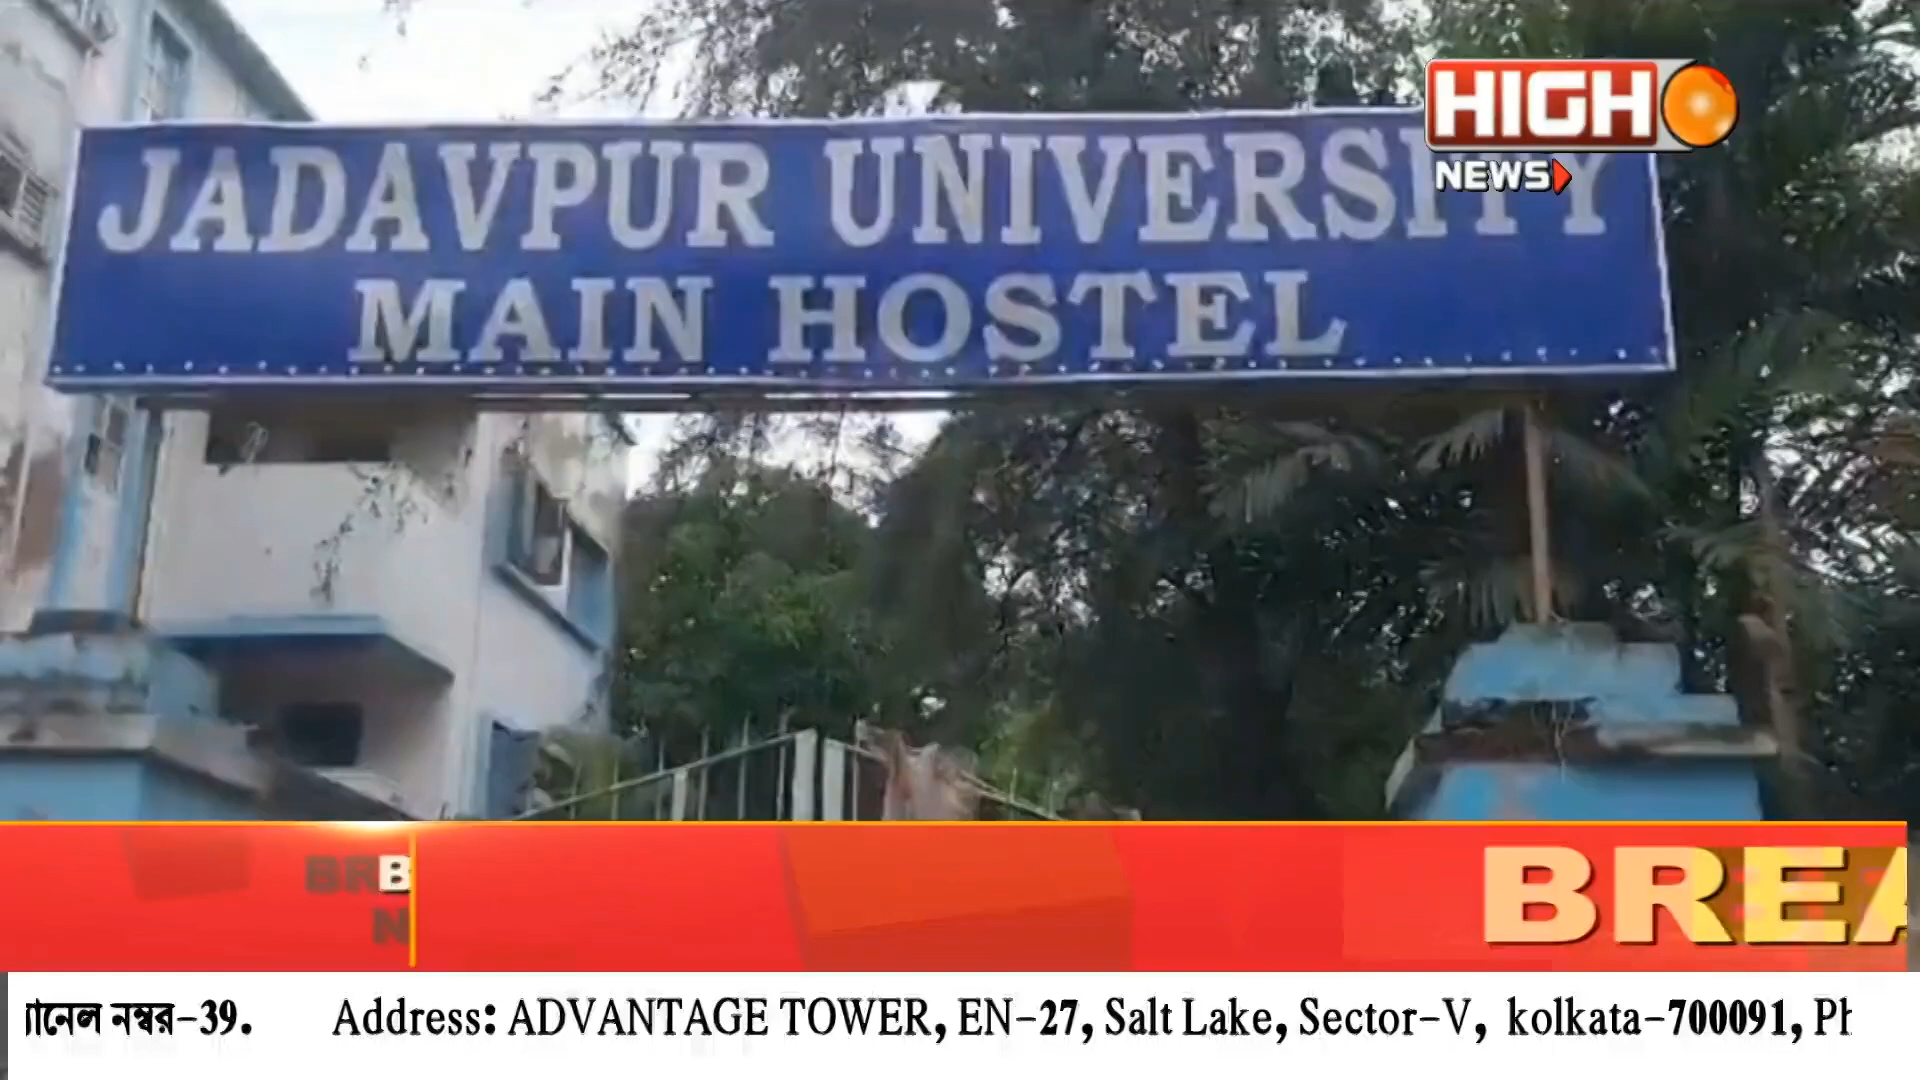 HIGH
NEWS
JADAVPUR UNIVERSITY
MAIN HOSTEL
নম্বর-39. Address: ADVANTAGE TOWER, EN-27, Salt Lake, Sector-V, kolkata-700091,